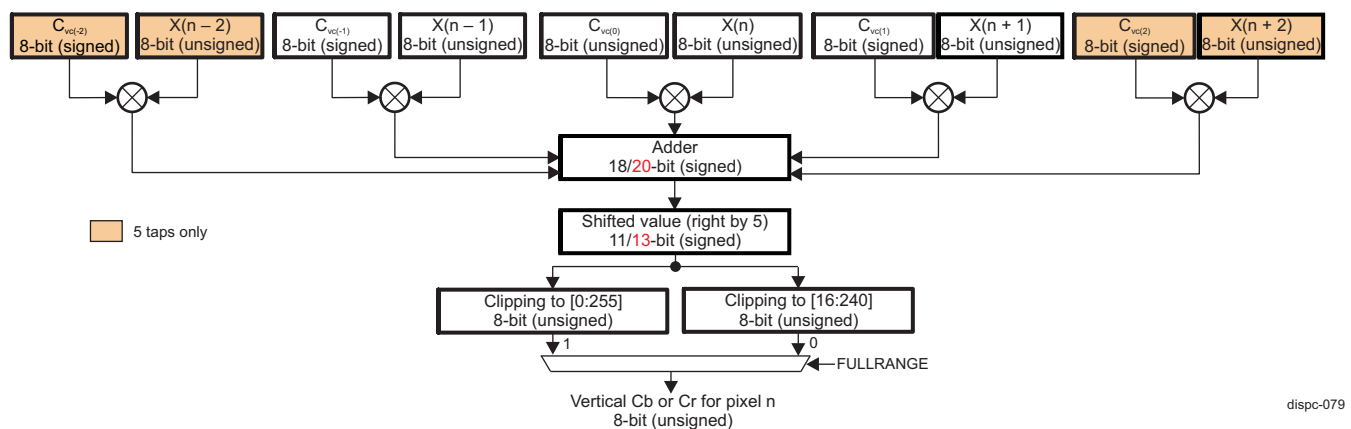 C_vc(-2) X(n – 2) C_vc(-1) X(n – 1) C_vc(0) X(n) C_vc(1) X(n + 1) C_vc(2) X(n + 2)
8-bit (signed) 8-bit (unsigned) 8-bit (signed) 8-bit (unsigned) 8-bit (signed) 8-bit (unsigned) 8-bit (signed) 8-bit (unsigned) 8-bit (signed) 8-bit (unsigned)
Adder
18/20-bit (signed)
5 taps only
Shifted value (right by 5)
11/13-bit (signed)
Clipping to [0:255] Clipping to [16:240]
8-bit (unsigned) 8-bit (unsigned)
1 0
FULLRANGE
Vertical Cb or Cr for pixel n
8-bit (unsigned)
dispc-079